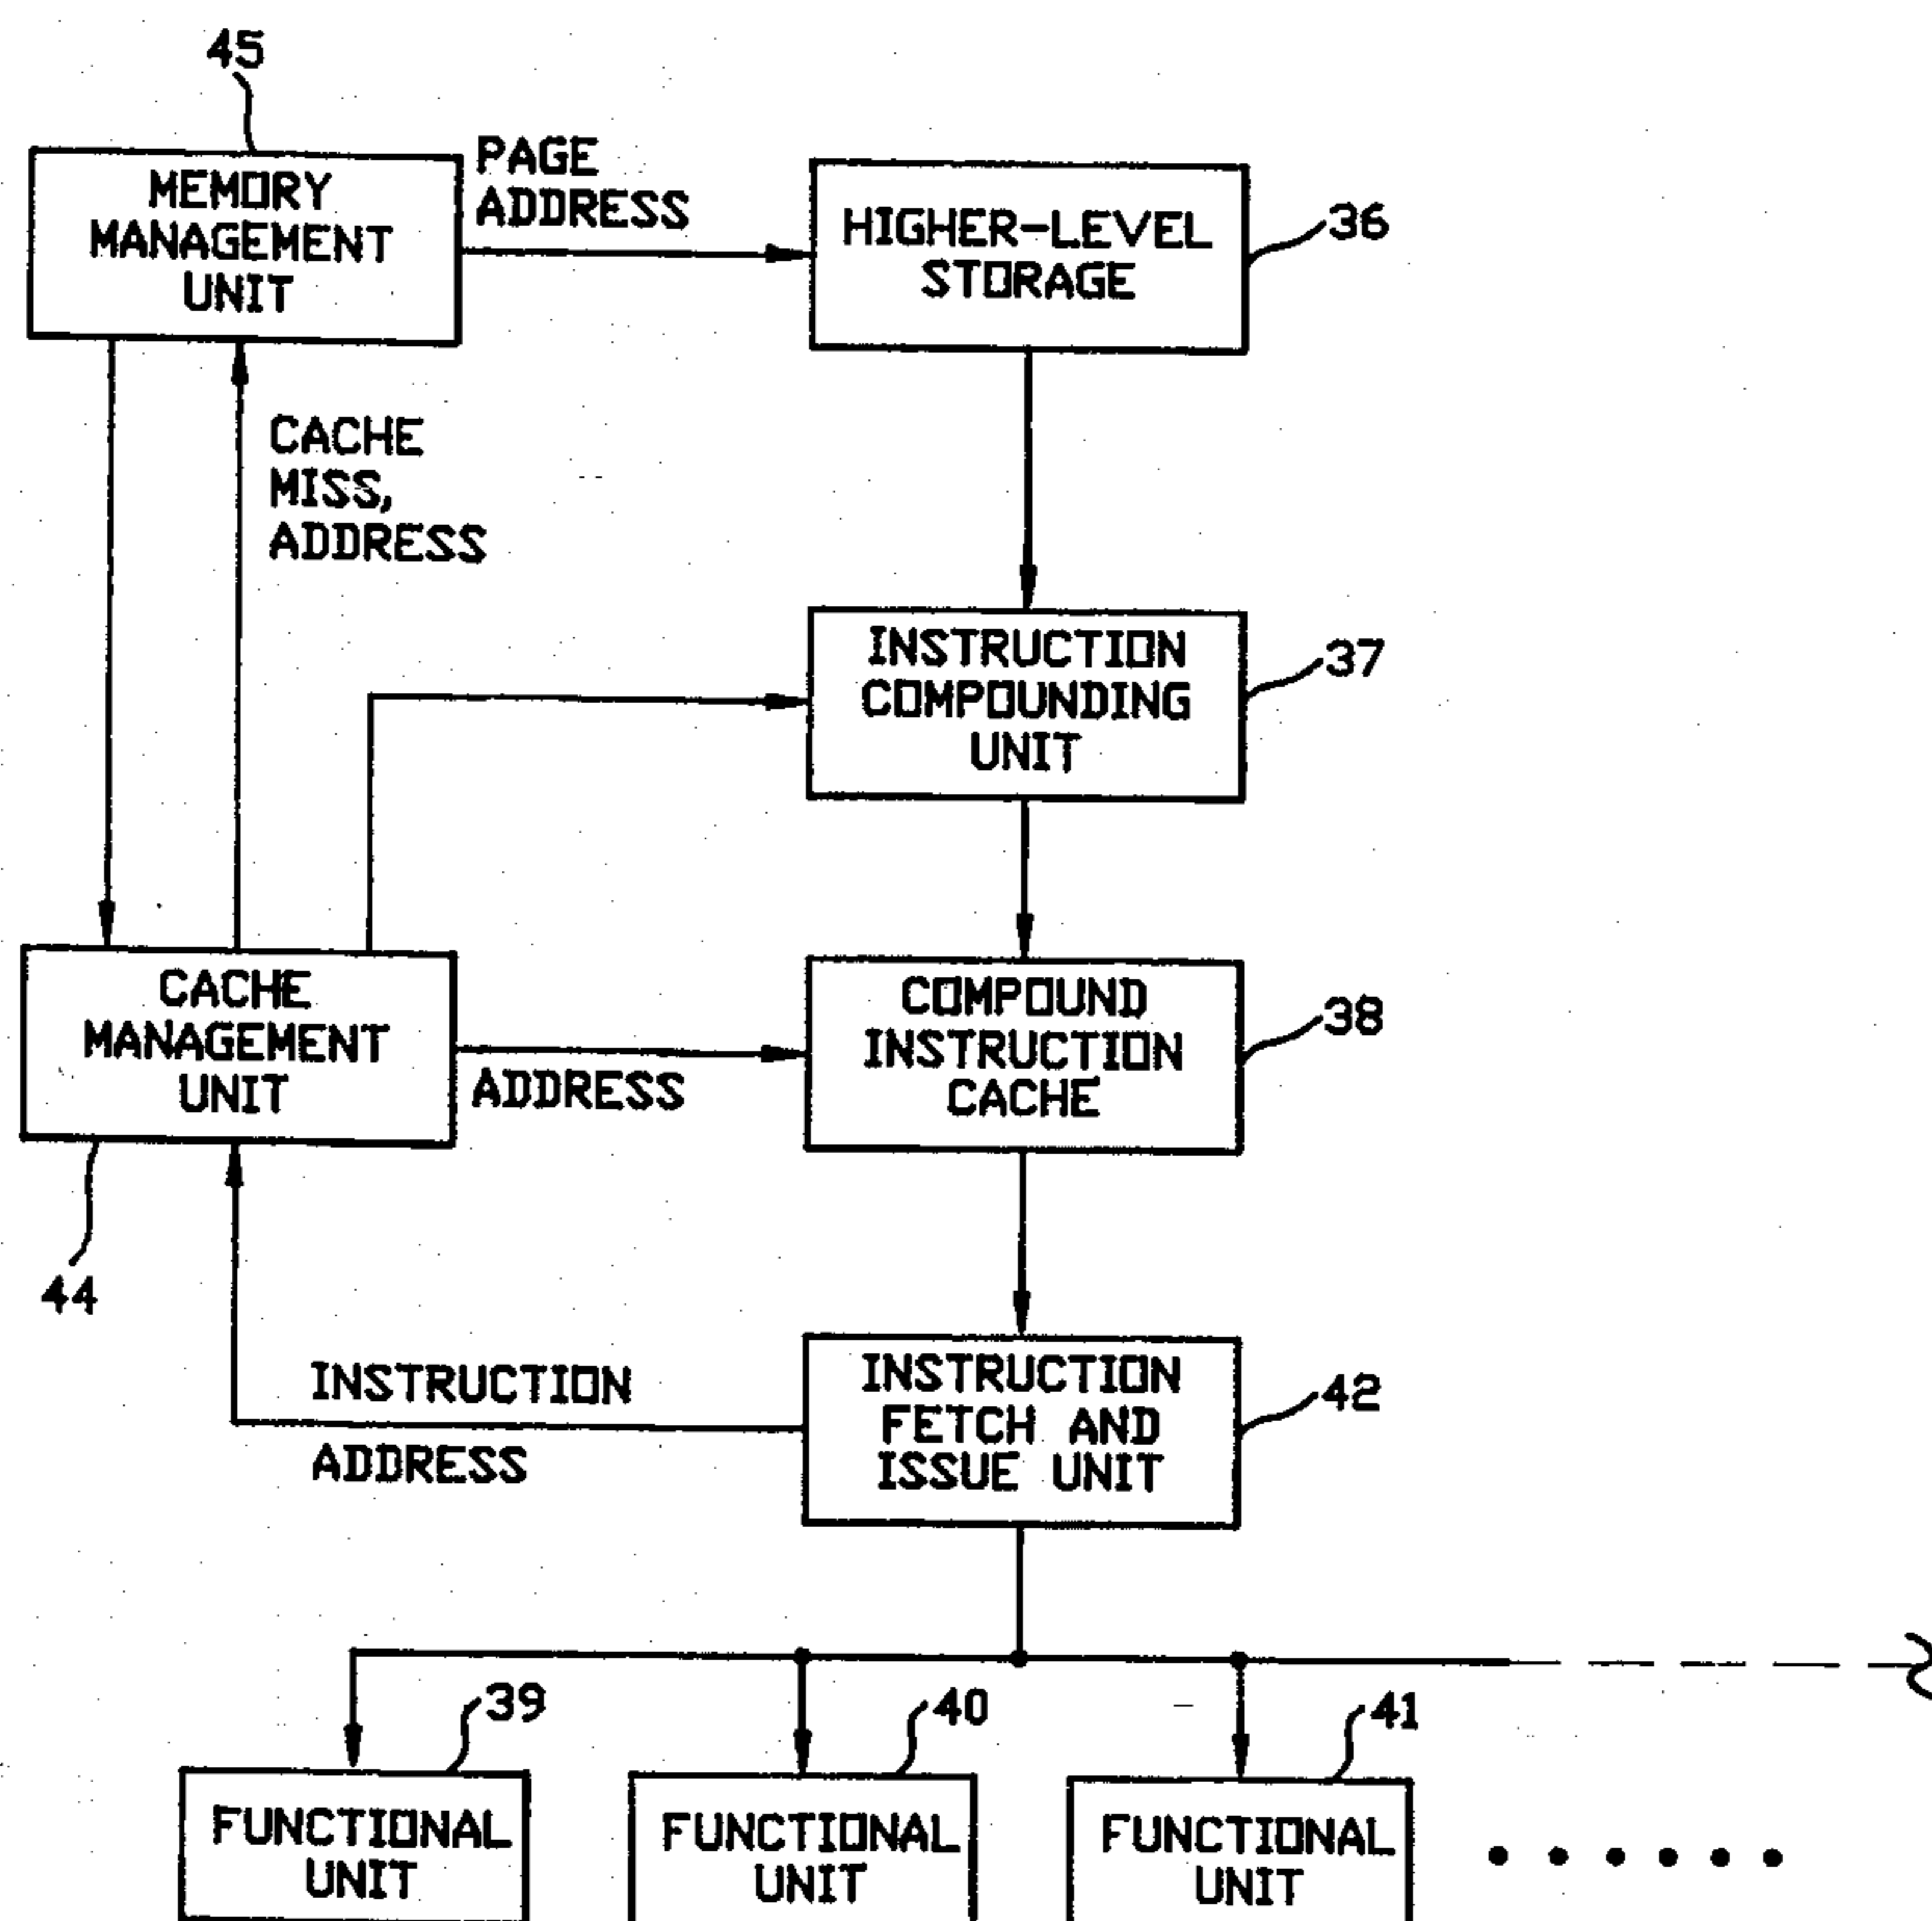 45
MEMORY
MANAGEMENT
UNIT
PAGE
ADDRESS
HIGHER-LEVEL
STORAGE
36
CACHE
MISS,
ADDRESS
INSTRUCTION
COMPOUNDING
UNIT
37
CACHE
MANAGEMENT
UNIT
44
ADDRESS
COMPOUND
INSTRUCTION
CACHE
38
INSTRUCTION
ADDRESS
INSTRUCTION
FETCH AND
ISSUE UNIT
42
39
FUNCTIONAL
UNIT
40
FUNCTIONAL
UNIT
41
FUNCTIONAL
UNIT